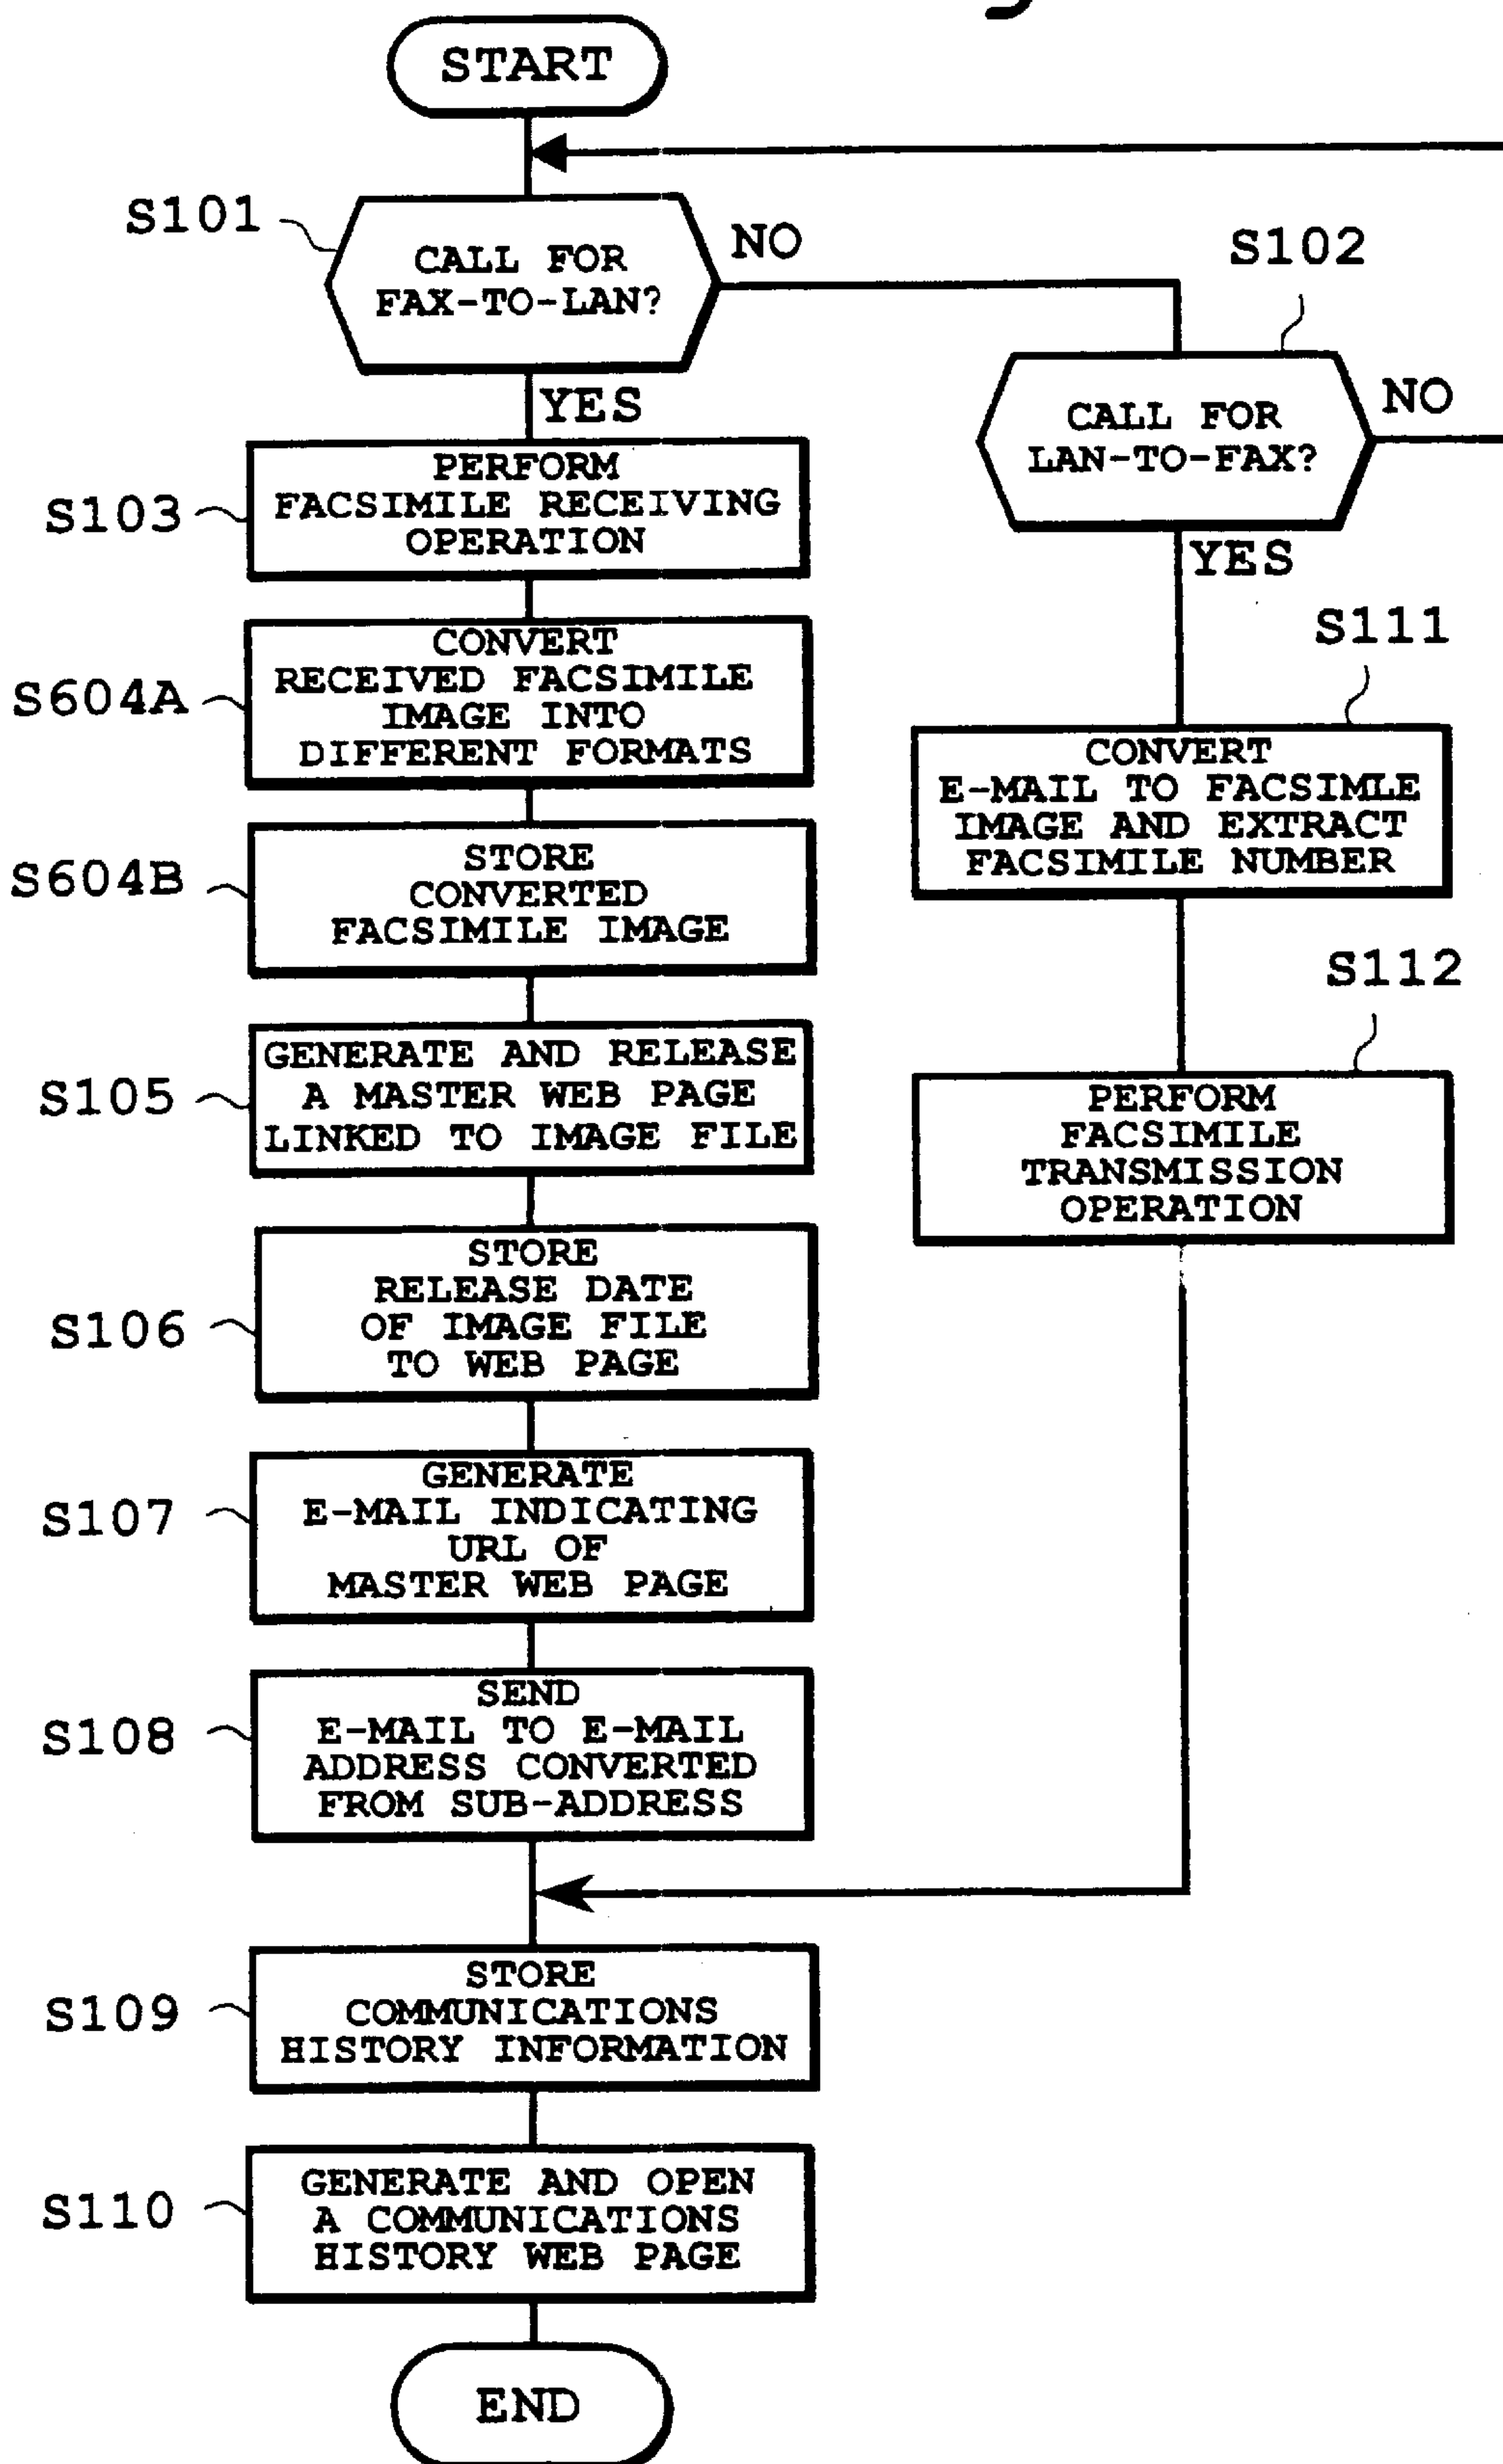 START
S101
CALL FOR
FAX-TO-LAN?
NO
YES
S102
CALL FOR
LAN-TO-FAX?
NO
YES
S103
PERFORM
FACSIMILE RECEIVING
OPERATION
S604A
CONVERT
RECEIVED FACSIMILE
IMAGE INTO
DIFFERENT FORMATS
S604B
STORE
CONVERTED
FACSIMILE IMAGE
S105
GENERATE AND RELEASE
A MASTER WEB PAGE
LINKED TO IMAGE FILE
S106
STORE
RELEASE DATE
OF IMAGE FILE
TO WEB PAGE
S107
GENERATE
E-MAIL INDICATING
URL OF
MASTER WEB PAGE
S108
SEND
E-MAIL TO E-MAIL
ADDRESS CONVERTED
FROM SUB-ADDRESS
S111
CONVERT
E-MAIL TO FACSIMLE
IMAGE AND EXTRACT
FACSIMILE NUMBER
S112
PERFORM
FACSIMILE
TRANSMISSION
OPERATION
S109
STORE
COMMUNICATIONS
HISTORY INFORMATION
S110
GENERATE AND OPEN
A COMMUNICATIONS
HISTORY WEB PAGE
END